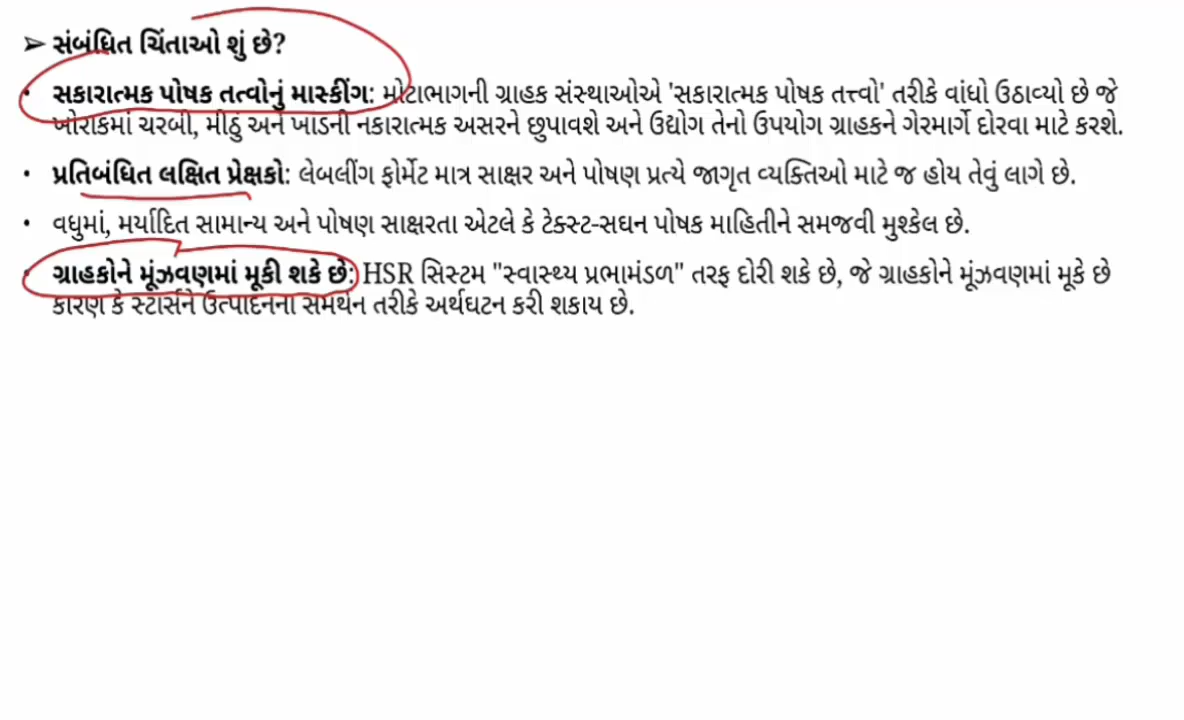 ➢ સંબંધિત ચિંતાઓ શું છે?
• સકારાત્મક પોષક તત્વોનું માસ્કીંગ: મોટાભાગની ગ્રાહક સંસ્થાઓએ 'સકારાત્મક પોષક તત્ત્વો' તરીકે વાંધો ઉઠાવ્યો છે જે
ખોરાકમાં ચરબી, મીઠું અને ખાંડની નકારાત્મક અસરને છુપાવશે અને ઉદ્યોગ તેનો ઉપયોગ ગ્રાહકને ગેરમાર્ગે દોરવા માટે કરશે.
• પ્રતિબંધિત લક્ષિત પ્રેક્ષકો: લેબલીંગ ફોર્મેટ માત્ર સાક્ષર અને પોષણ પ્રત્યે જાગૃત વ્યક્તિઓ માટે જ હોય તેવું લાગે છે.
• વધુમાં, મર્યાદિત સામાન્ય અને પોષણ સાક્ષરતા એટલે કે ટેક્સ્ટ-સઘન પોષક માહિતીને સમજવી મુશ્કેલ છે.
• ગ્રાહકોને મૂંઝવણમાં મૂકી શકે છે: HSR સિસ્ટમ "સ્વાસ્થ્ય પ્રભામંડળ" તરફ દોરી શકે છે, જે ગ્રાહકોને મૂંઝવણમાં મૂકે છે
કારણ કે સ્ટાર્સને ઉત્પાદનના સમર્થન તરીકે અર્થઘટન કરી શકાય છે.